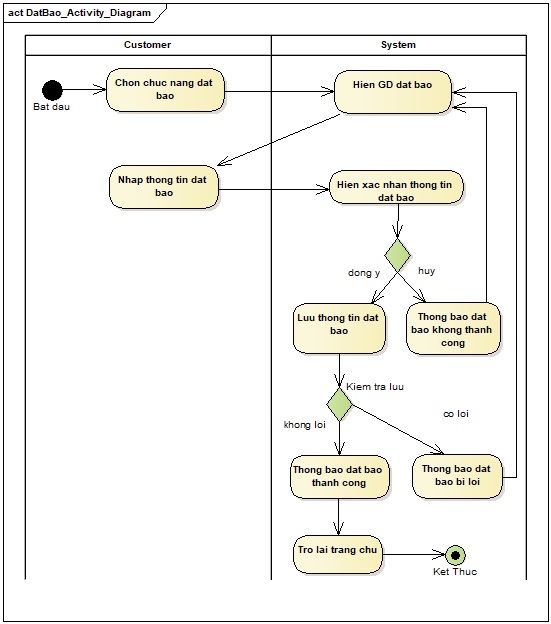 act DatBao_Activity_Diagram
Customer
System
Bat dau
Chon chuc nang dat
bao
Hien GD dat bao
Nhap thong tin dat
bao
Hien xac nhan thong tin
dat bao
dong y
huy
Luu thong tin dat
bao
Thong bao dat
bao khong thanh
cong
Kiem tra luu
khong loi
co loi
Thong bao dat bao
thanh cong
Thong bao dat
bao bi loi
Tro lai trang chu
Ket Thuc